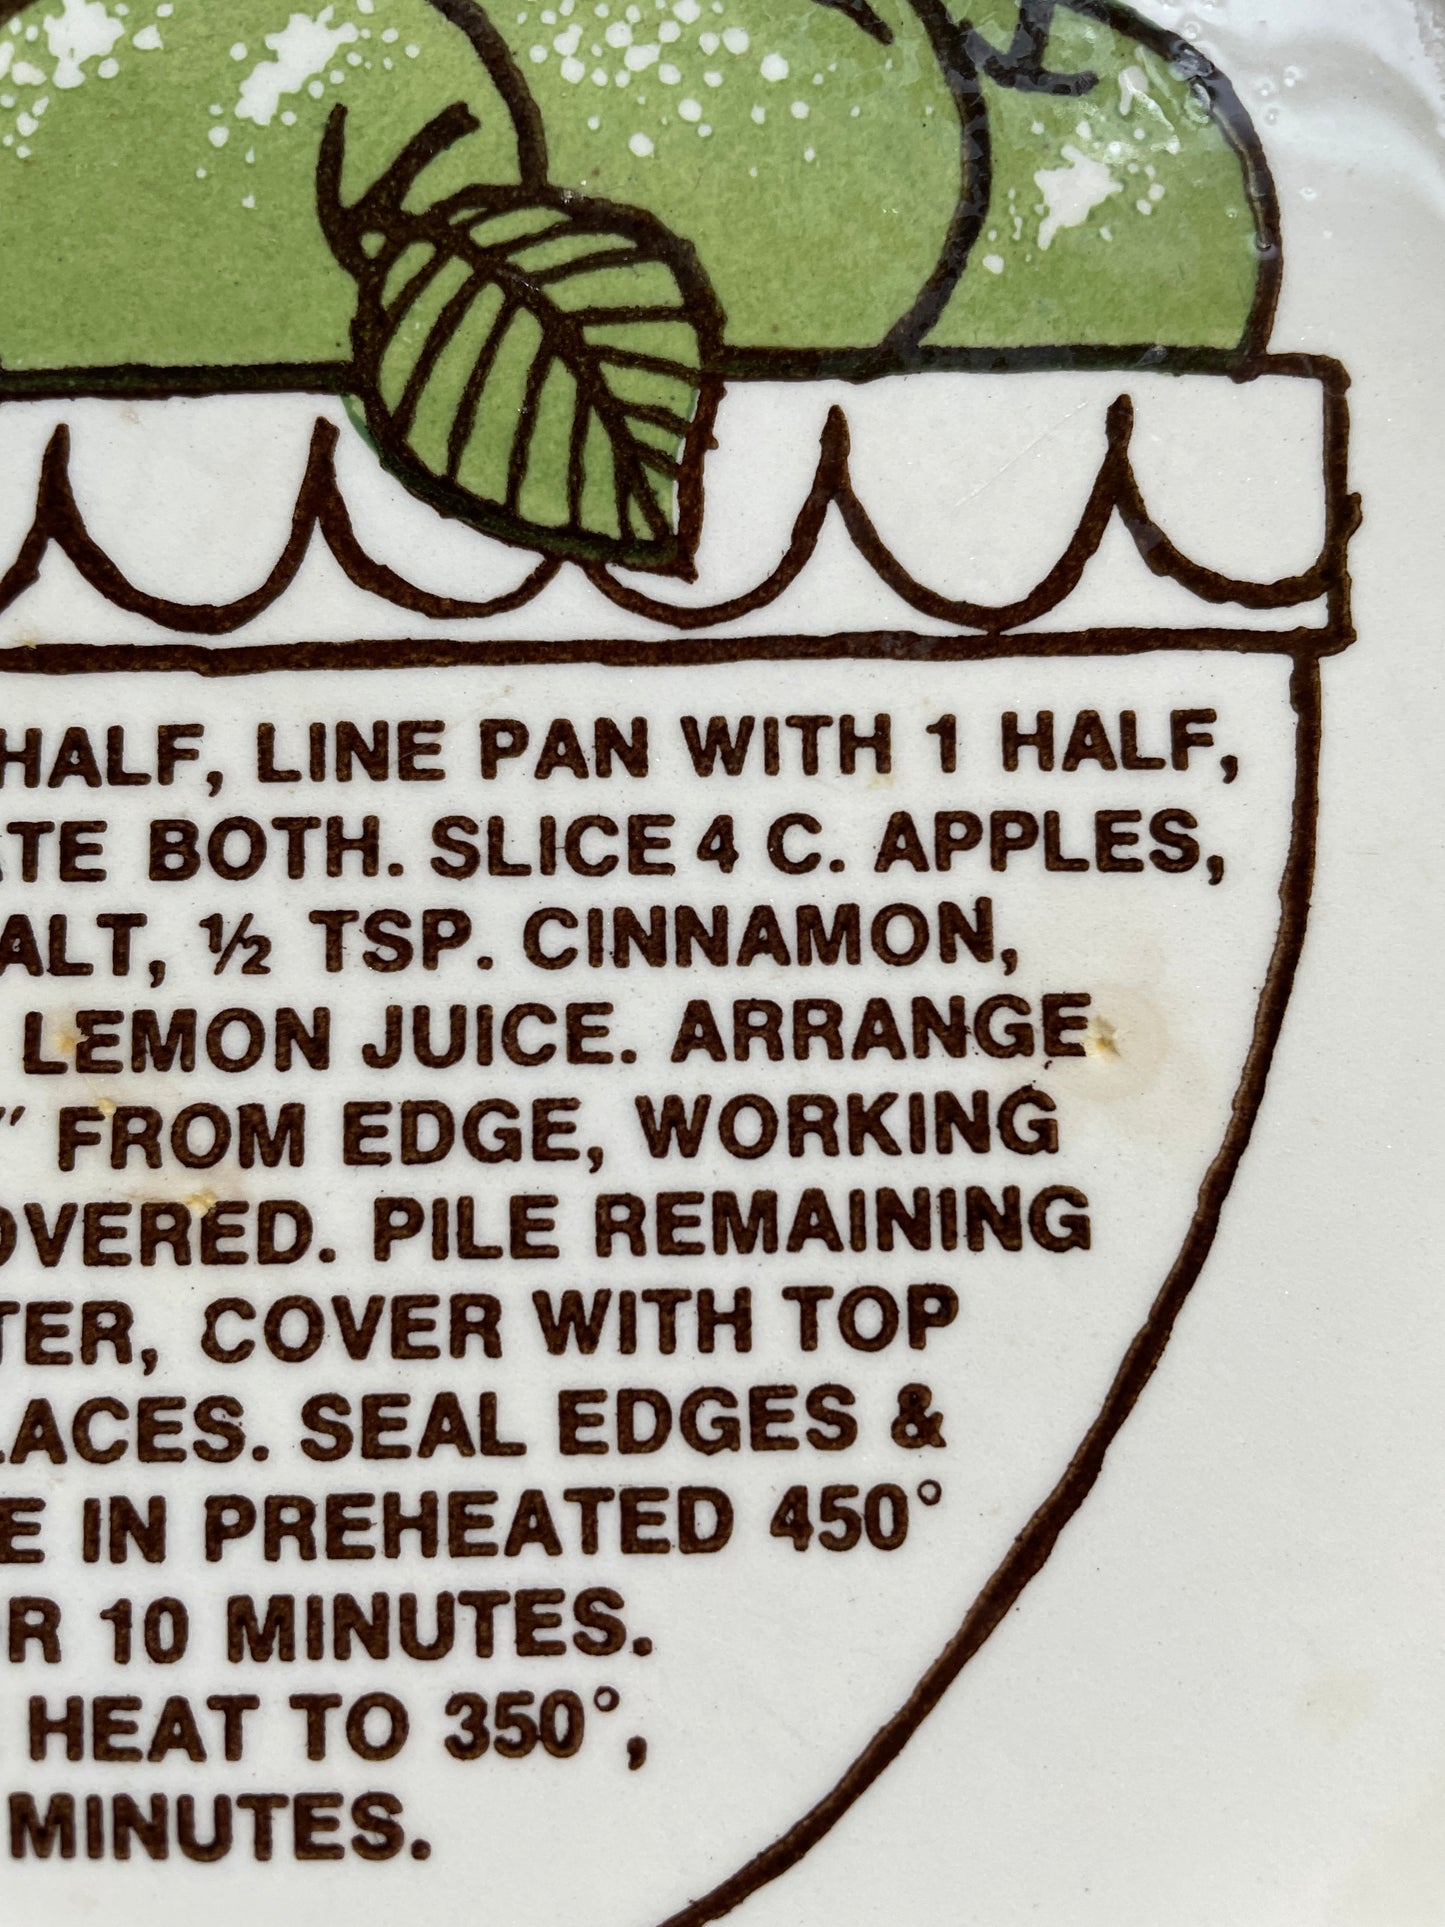 HALF, LINE PAN WITH 1 HALF,
BOTH. SLICE 4 C. APPLES,
½ TSP. CINNAMON,
LEMON JUICE. ARRANGE
" FROM EDGE, WORKING
OVERED. PILE REMAINING
TER, COVER WITH TOP
LACES. SEAL EDGES &
E IN PREHEATED 450°
R 10 MINUTES.
HEAT TO 350°,
MINUTES.